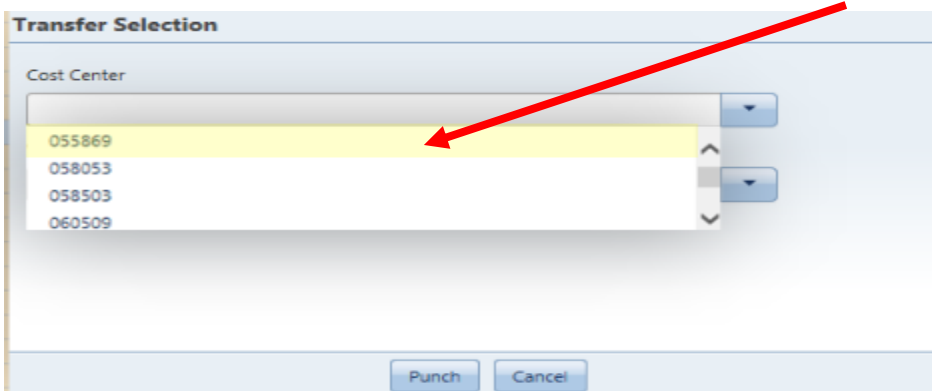 Transfer Selection
Cost Center
055869
058053
058503
060509
Punch Cancel